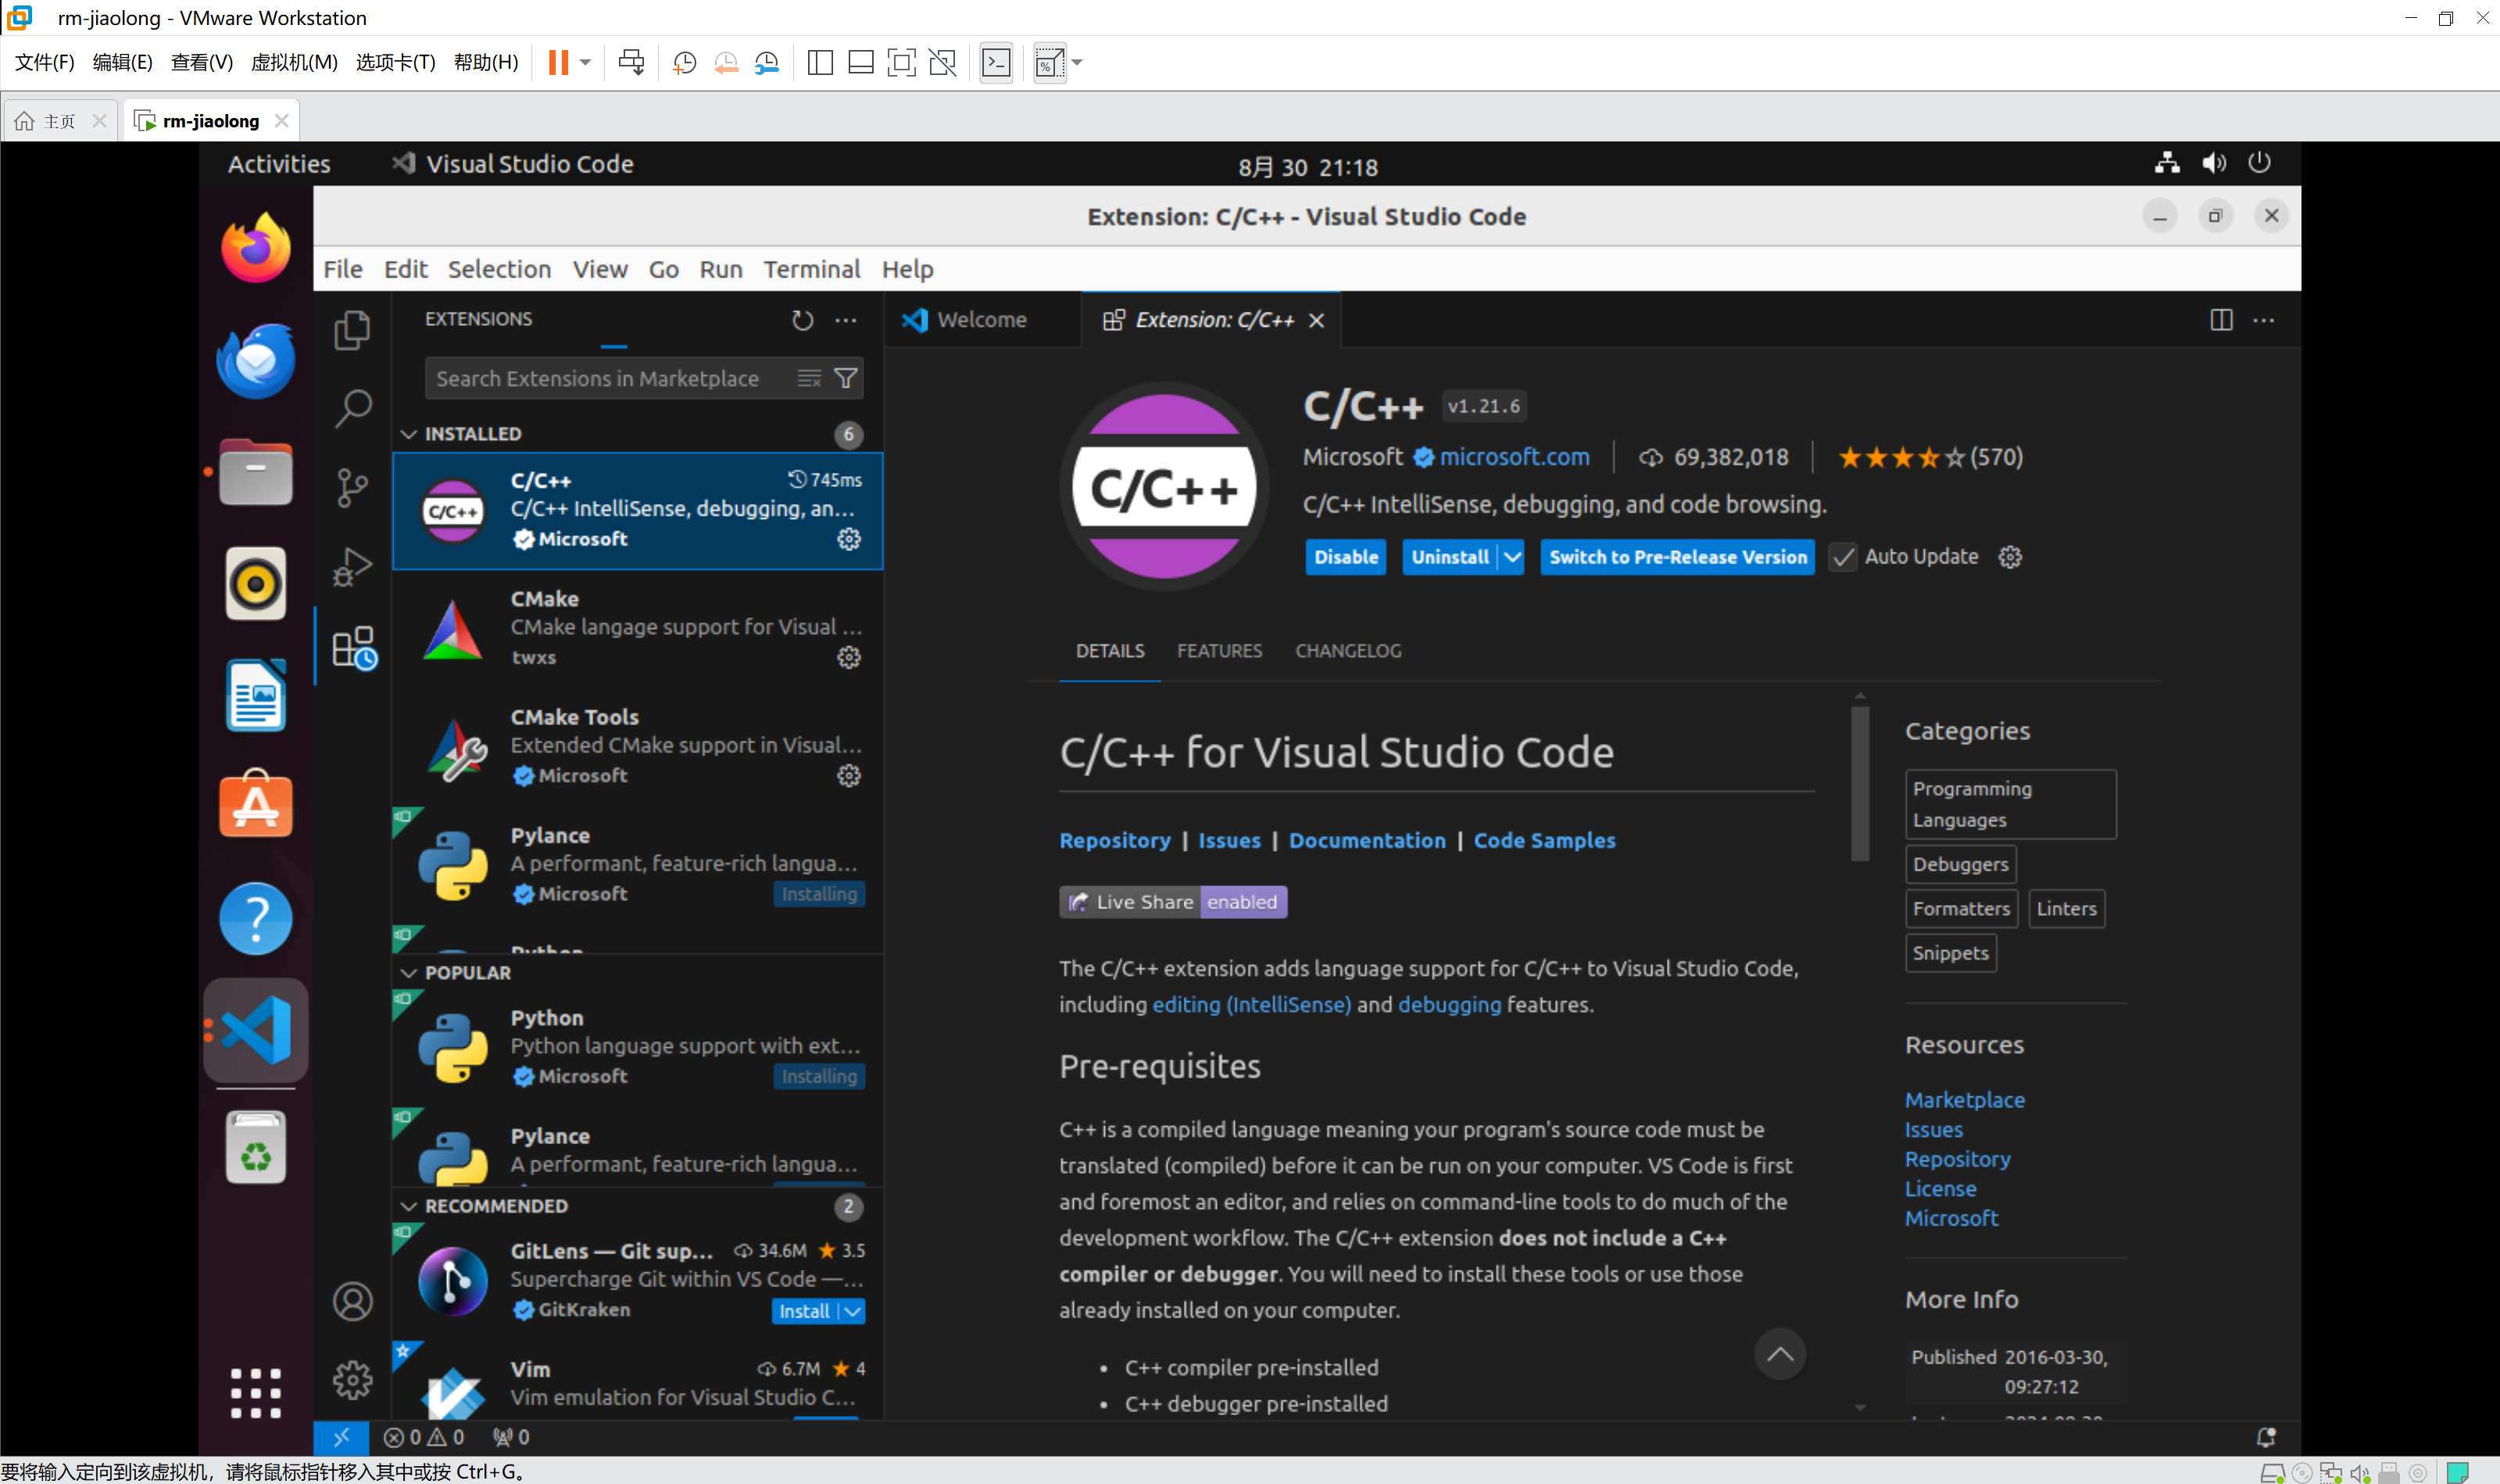 rm-jiaolong - VMware Workstation
文件(F) 编辑(E) 查看(V) 虚拟机(M) 选项卡(T) 帮助(H)
主页
rm-jiaolong
Activities
Visual Studio Code
8月 30 21:18
Extension: C/C++ - Visual Studio Code
File Edit Selection View Go Run Terminal Help
EXTENSIONS
Search Extensions in Marketplace
INSTALLED
6
C/C++
745ms
C/C++ IntelliSense, debugging, an...
Microsoft
CMake
CMake langage support for Visual ...
twxs
CMake Tools
Extended CMake support in Visual...
Microsoft
Pylance
A performant, feature-rich langua...
Microsoft
Installing
Python
POPULAR
Python
Python language support with ext...
Microsoft
Installing
Pylance
A performant, feature-rich langua...
RECOMMENDED
2
GitLens — Git sup...
34.6M
3.5
Supercharge Git within VS Code —...
GitKraken
Install
Vim
6.7M
4
Vim emulation for Visual Studio C...
0 0
0
Welcome
Extension: C/C++
C/C++
C/C++ v1.21.6
Microsoft microsoft.com 69,382,018 (570)
C/C++ IntelliSense, debugging, and code browsing.
Disable
Uninstall
Switch to Pre-Release Version
Auto Update
DETAILS FEATURES CHANGELOG
C/C++ for Visual Studio Code
Repository | Issues | Documentation | Code Samples
Live Share enabled
The C/C++ extension adds language support for C/C++ to Visual Studio Code,
including editing (IntelliSense) and debugging features.
Pre-requisites
C++ is a compiled language meaning your program's source code must be
translated (compiled) before it can be run on your computer. VS Code is first
and foremost an editor, and relies on command-line tools to do much of the
development workflow. The C/C++ extension does not include a C++
compiler or debugger. You will need to install these tools or use those
already installed on your computer.
• C++ compiler pre-installed
• C++ debugger pre-installed
Categories
Programming
Languages
Debuggers
Formatters
Linters
Snippets
Resources
Marketplace
Issues
Repository
License
Microsoft
More Info
Published 2016-03-30,
09:27:12
要将输入定向到该虚拟机，请将鼠标指针移入其中或按 Ctrl+G。